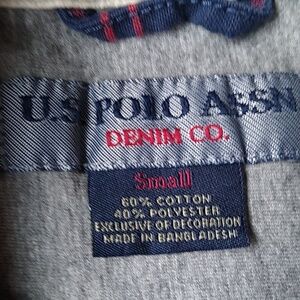 U.S. POLO ASSN
DENIM CO.
Small
60% COTTON
40% POLYESTER
EXCLUSIVE OF DECORATION
MADE IN BANGLADESH